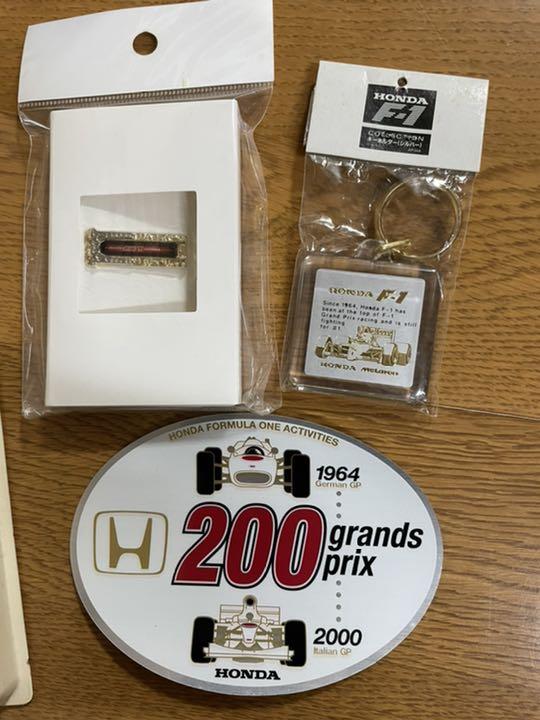 HONDA
F-1
COLLECTION
キーホルダー(シルバー)
HONDA F-1
Since 1964, Honda F-1 has
been at the top of F-1
Grand Prix racing and is still
fighting
for #1.
HONDA McLaren
HONDA FORMULA ONE ACTIVITIES
1964
German GP
200 grands
prix
2000
Italian GP
HONDA